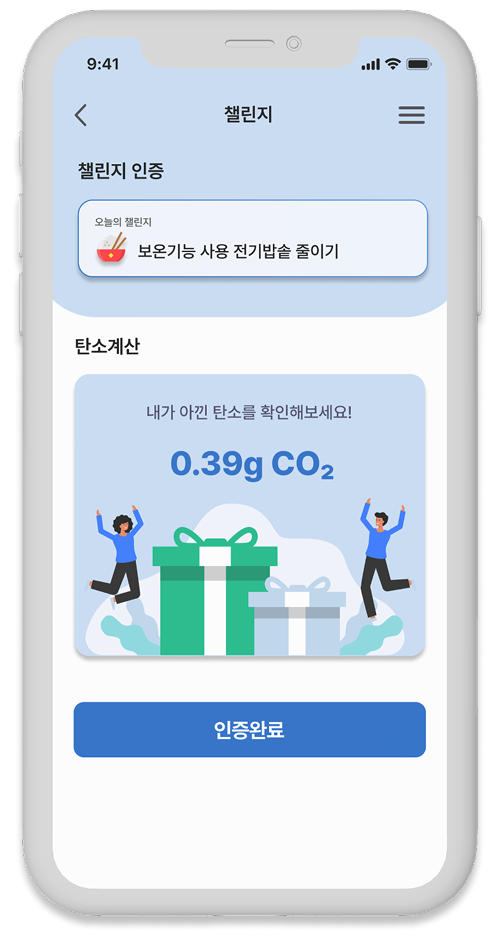 9:41
챌린지
챌린지 인증
오늘의 챌린지
보온기능 사용 전기밥솥 줄이기
탄소계산
내가 아낀 탄소를 확인해보세요!
0.39g CO₂
인증완료